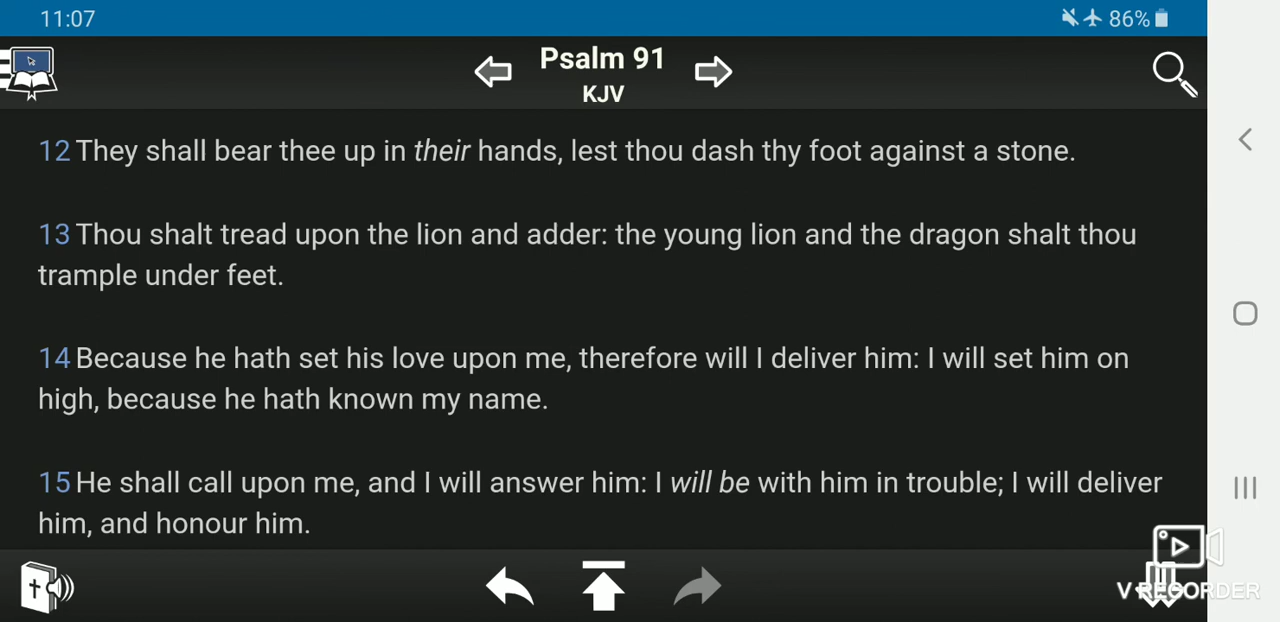 11:07
86%
Psalm 91
KJV
12 They shall bear thee up in their hands, lest thou dash thy foot against a stone.
13 Thou shalt tread upon the lion and adder: the young lion and the dragon shalt thou
trample under feet.
14 Because he hath set his love upon me, therefore will I deliver him: I will set him on
high, because he hath known my name.
15 He shall call upon me, and I will answer him: I will be with him in trouble; I will deliver
him, and honour him.
V RECORDER